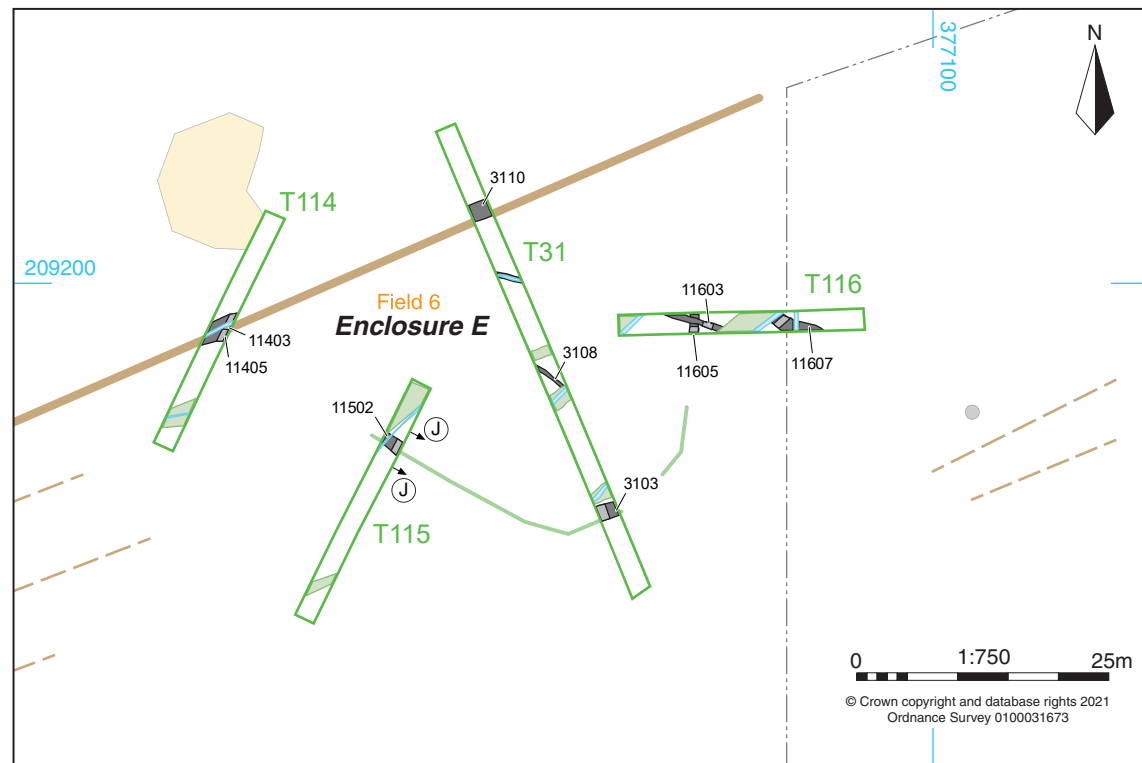 377100
N
3110
T114
T31
209200
Field 6
Enclosure E
11603
T116
11403
11405
3108
11605
11607
11502
J
J
3103
T115
0
1:750
25m
© Crown copyright and database rights 2021
Ordnance Survey 0100031673